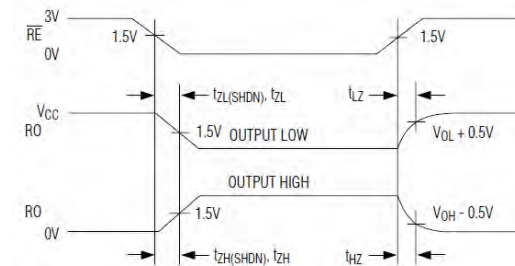 3V
RE
1.5V
1.5V
0V
tZL(SHDN), tZL
tLZ
VCC
RO
1.5V
OUTPUT LOW
VOL + 0.5V
OUTPUT HIGH
RO
1.5V
VOH - 0.5V
0V
tZH(SHDN), tZH
tHZ